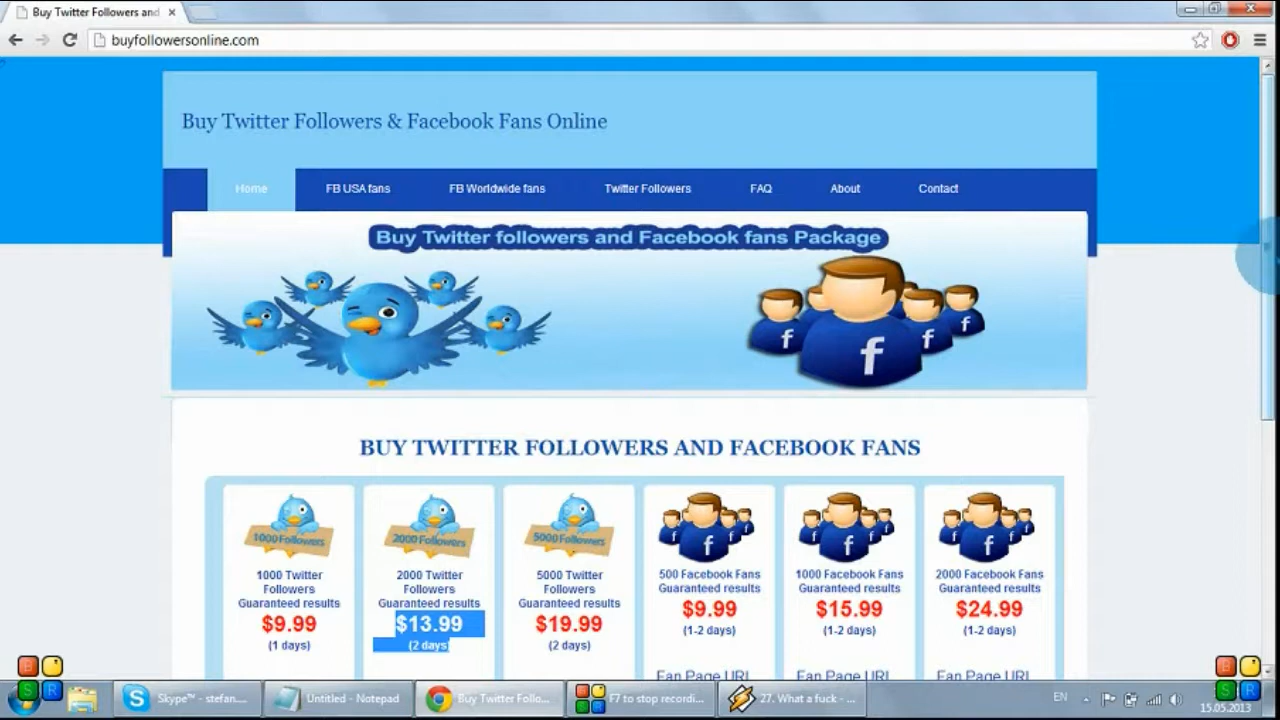 Buy Twitter Followers and
buyfollowersonline.com
Buy Twitter Followers & Facebook Fans Online
Home FB USA fans FB Worldwide fans Twitter Followers FAQ About Contact
Buy Twitter followers and Facebook fans Package
f f f f
BUY TWITTER FOLLOWERS AND FACEBOOK FANS
1000 Followers
1000 Twitter
Followers
Guaranteed results
$9.99
(1 days)
2000 Followers
2000 Twitter
Followers
Guaranteed results
$13.99
(2 days)
5000 Followers
5000 Twitter
Followers
Guaranteed results
$19.99
(2 days)
500 Facebook Fans
Guaranteed results
$9.99
(1-2 days)
Fan Page URL
1000 Facebook Fans
Guaranteed results
$15.99
(1-2 days)
Fan Page URL
2000 Facebook Fans
Guaranteed results
$24.99
(1-2 days)
Fan Page URL
B S R
Skype™ - stefan....
Untitled - Notepad
Buy Twitter Follo...
F7 to stop recordi...
27. What a fuck - ...
EN
15.05.2013
B S R